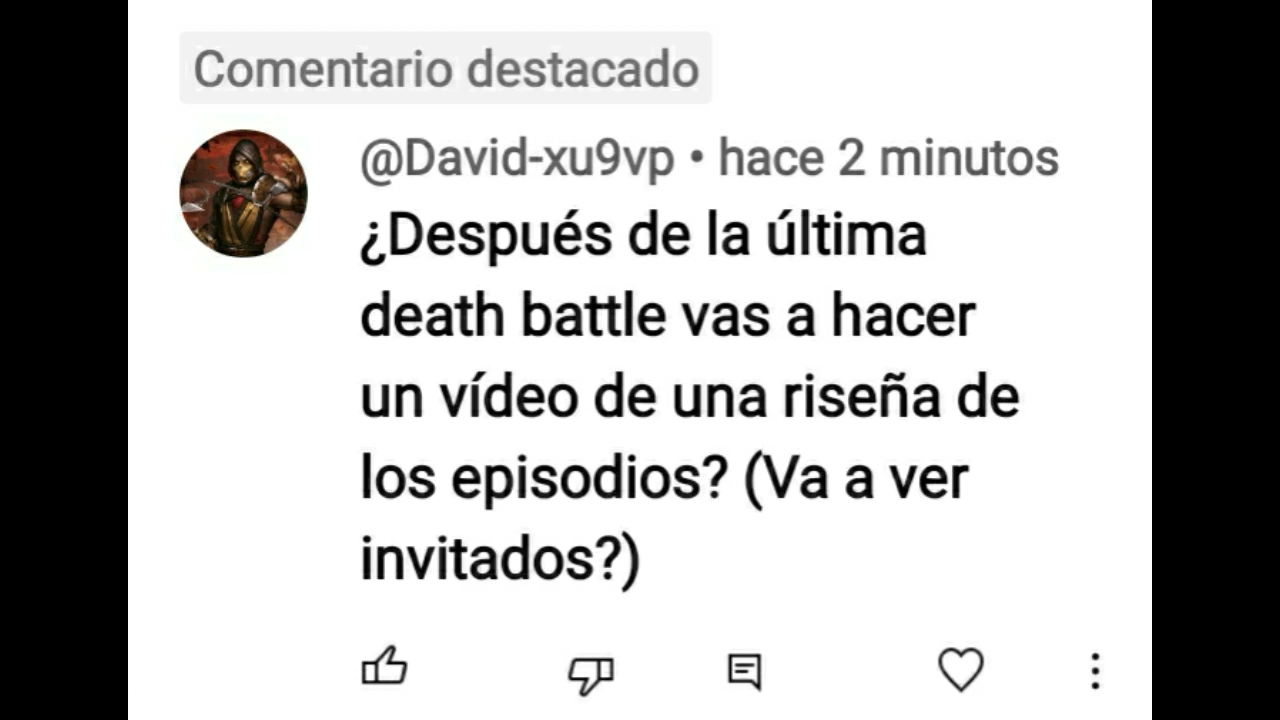 Comentario destacado
@David-xu9vp • hace 2 minutos
¿Después de la última
death battle vas a hacer
un vídeo de una riseña de
los episodios? (Va a ver
invitados?)